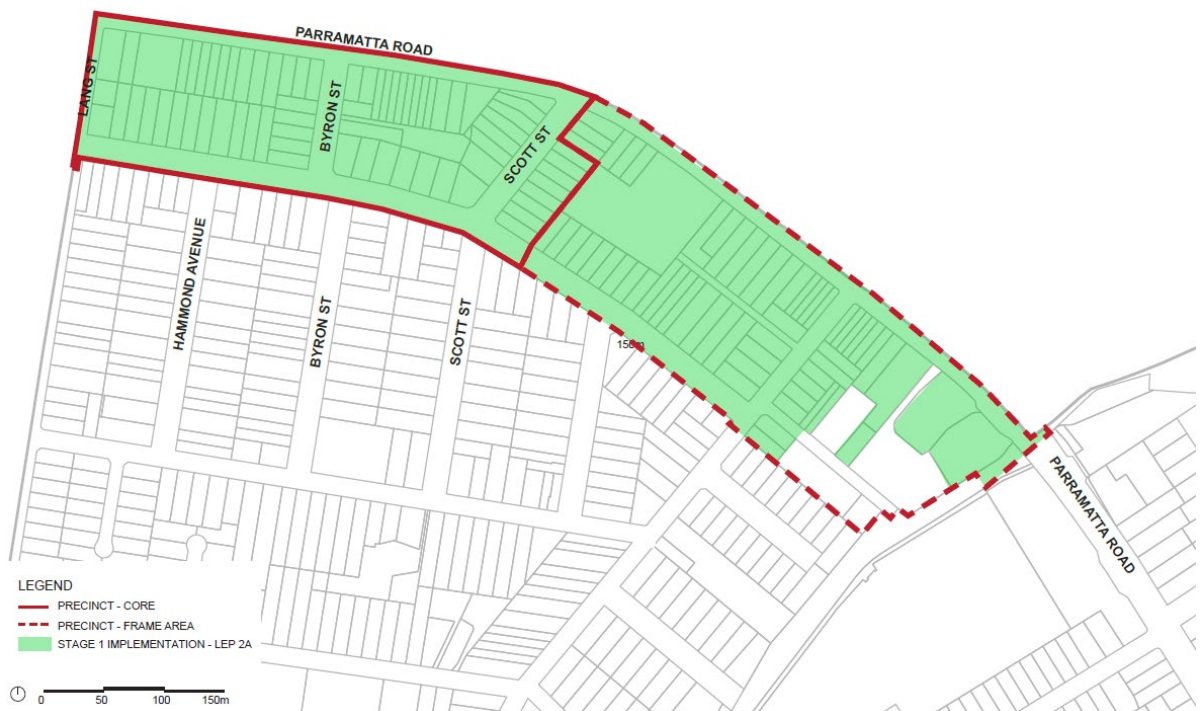 PARRAMATTA ROAD
LANG ST
BYRON ST
SCOTT ST
HAMMOND AVENUE
BYRON ST
SCOTT ST
150m
PARRAMATTA ROAD
LEGEND
PRECINCT - CORE
PRECINCT - FRAME AREA
STAGE 1 IMPLEMENTATION - LEP 2A
0 50 100 150m